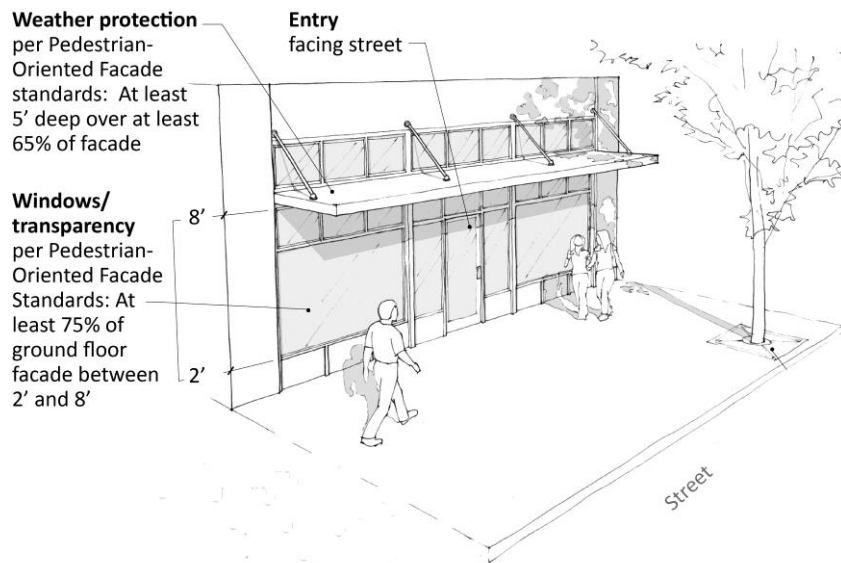 Weather protection
per Pedestrian-
Oriented Facade
standards: At least
5' deep over at least
65% of facade
Entry
facing street
Windows/
transparency
per Pedestrian-
Oriented Facade
Standards: At
least 75% of
ground floor
facade between
2' and 8'
8'
2'
Street